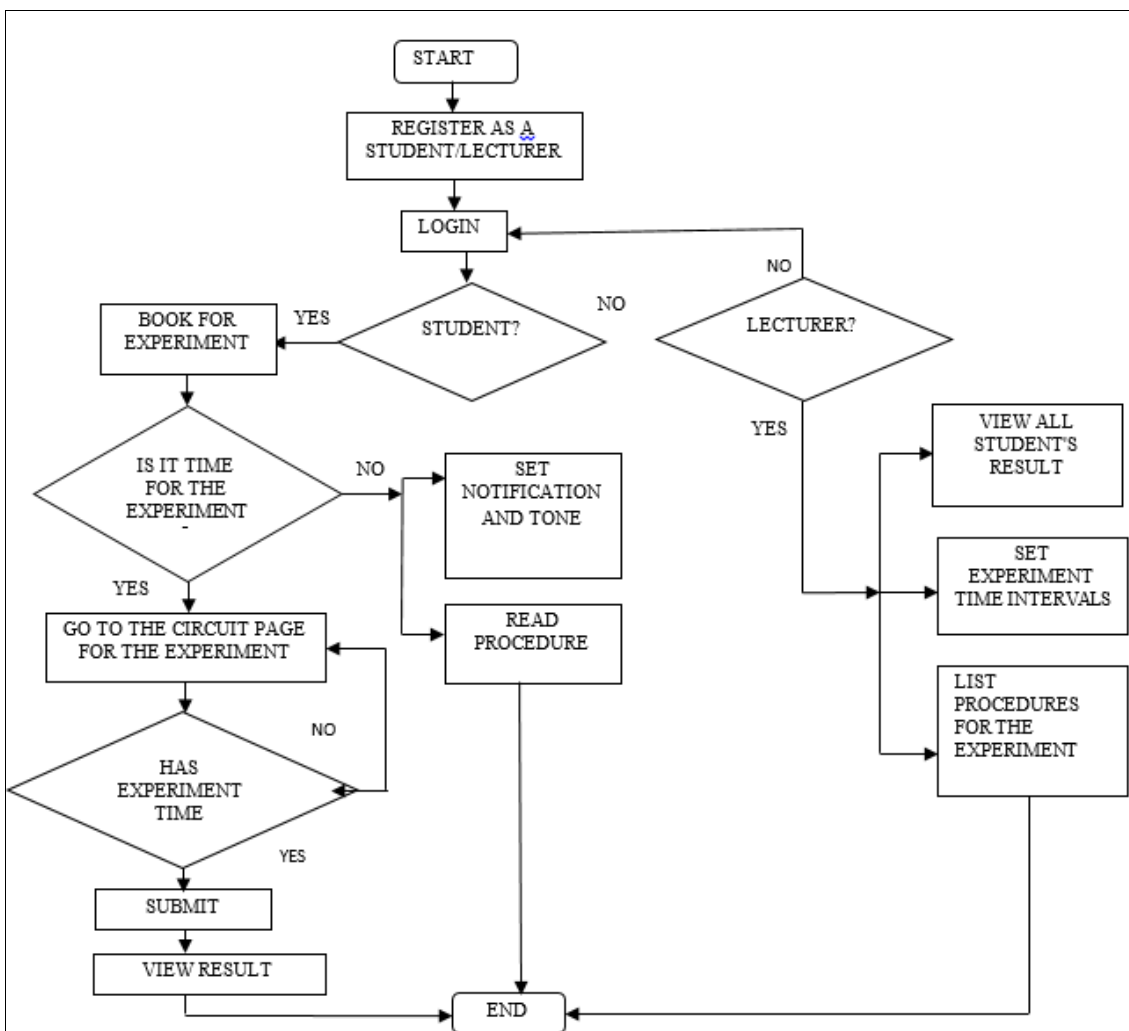 START
REGISTER AS A
STUDENT/LECTURER
LOGIN
NO
STUDENT?
NO
LECTURER?
YES
BOOK FOR
EXPERIMENT
YES
IS IT TIME
FOR THE
EXPERIMENT
-
NO
SET
NOTIFICATION
AND TONE
VIEW ALL
STUDENT'S
RESULT
SET
EXPERIMENT
TIME INTERVALS
YES
GO TO THE CIRCUIT PAGE
FOR THE EXPERIMENT
READ
PROCEDURE
LIST
PROCEDURES
FOR THE
EXPERIMENT
NO
HAS
EXPERIMENT
TIME
YES
SUBMIT
VIEW RESULT
END